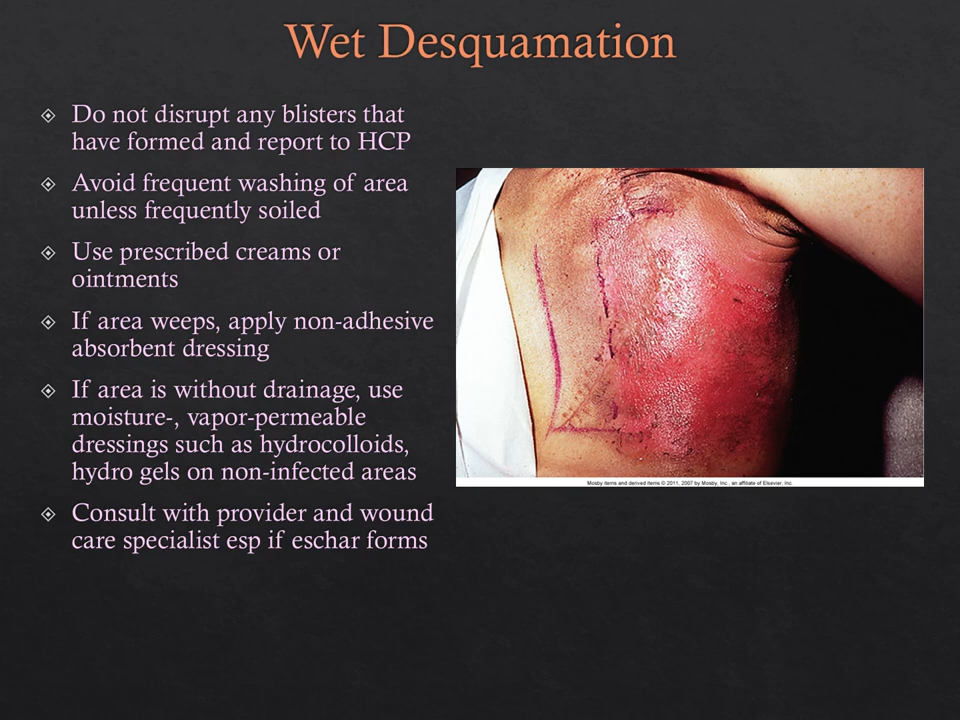 Wet Desquamation
Do not disrupt any blisters that
have formed and report to HCP
Avoid frequent washing of area
unless frequently soiled
Use prescribed creams or
ointments
If area weeps, apply non-adhesive
absorbent dressing
If area is without drainage, use
moisture-, vapor-permeable
dressings such as hydrocolloids,
hydro gels on non-infected areas
Consult with provider and wound
care specialist esp if eschar forms
Mosby items and derived items © 2011, 2007 by Mosby, Inc., an affiliate of Elsevier, Inc.